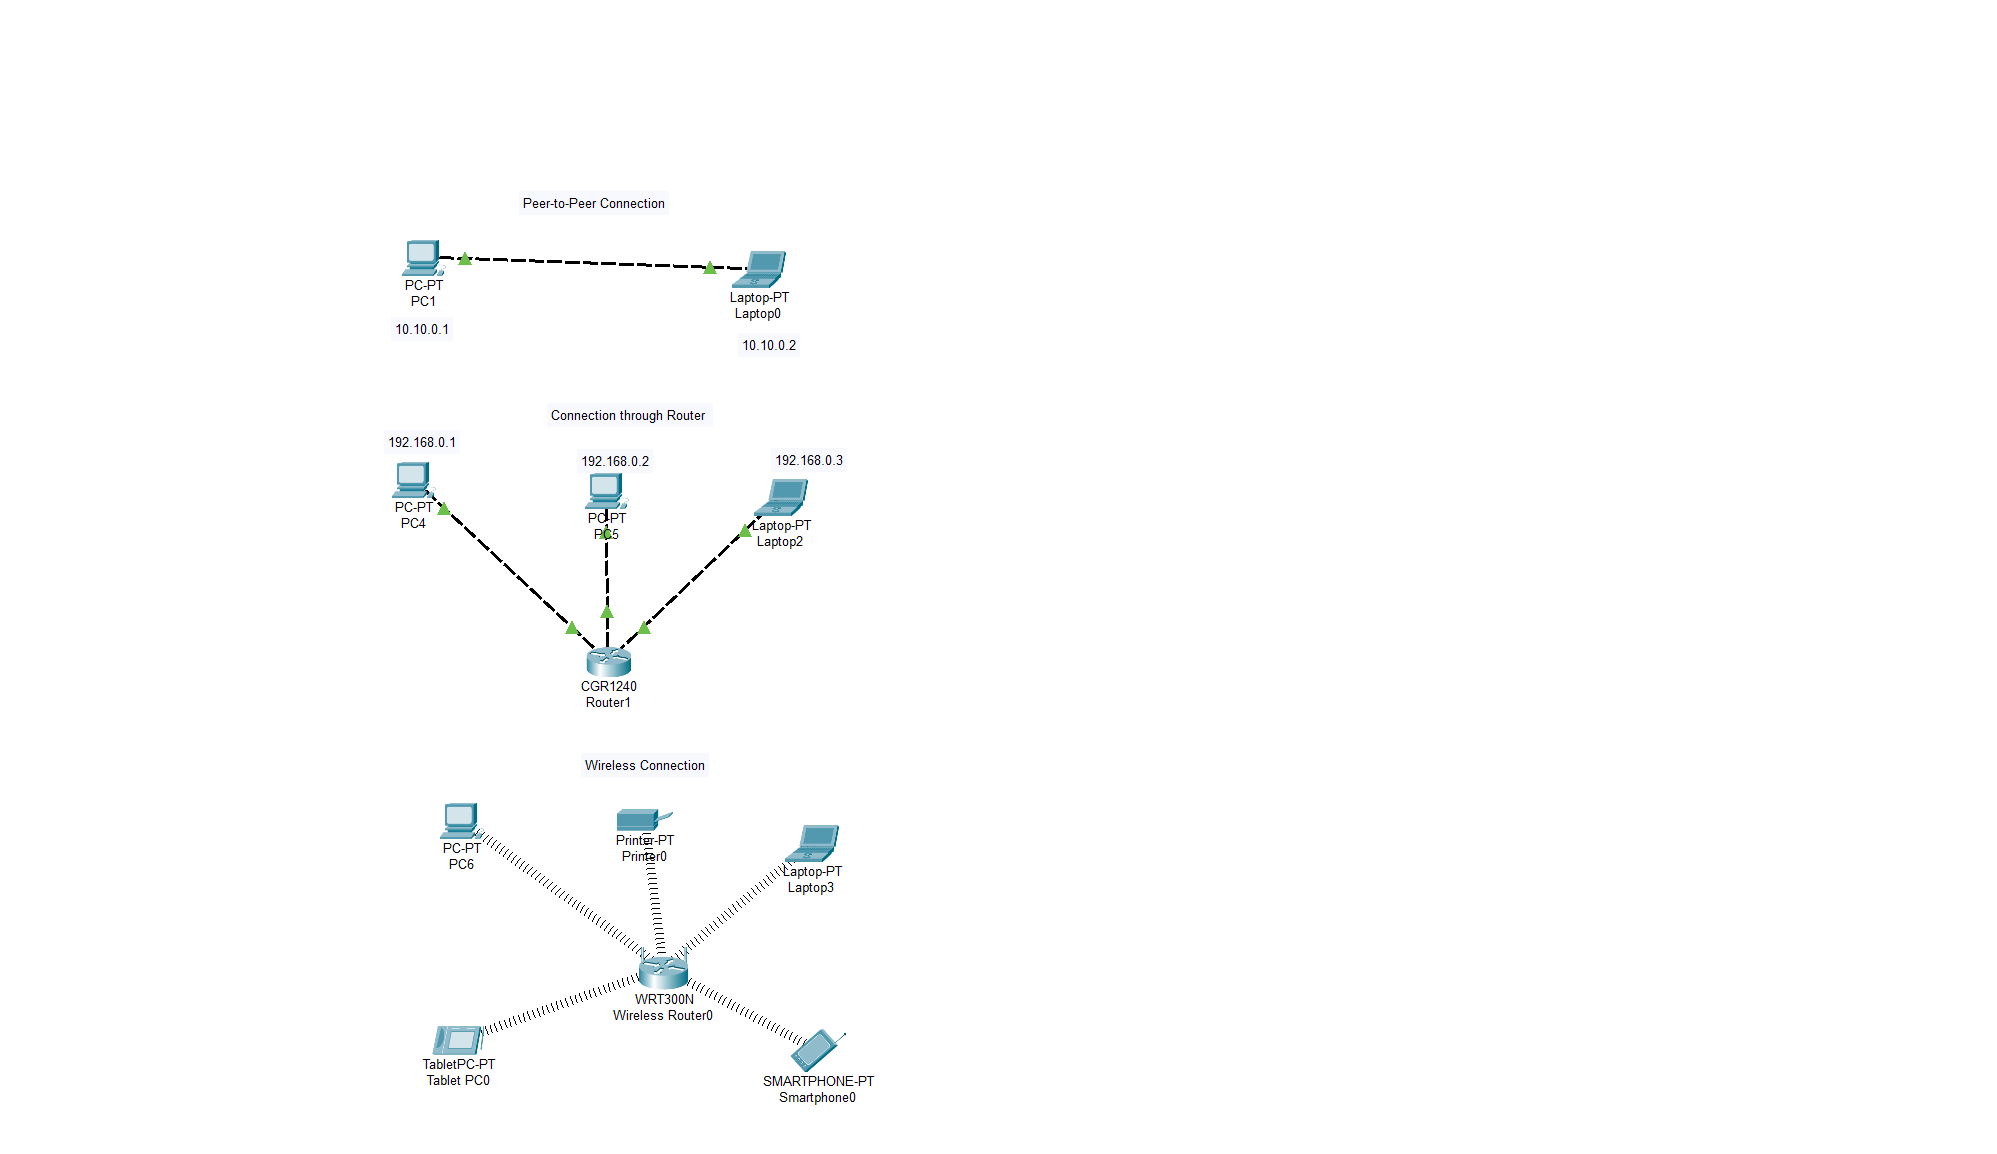 Peer-to-Peer Connection
PC-PT
PC1
10.10.0.1
Laptop-PT
Laptop0
10.10.0.2
Connection through Router
192.168.0.1
PC-PT
PC4
192.168.0.2
PC-PT
PC5
192.168.0.3
Laptop-PT
Laptop2
CGR1240
Router1
Wireless Connection
PC-PT
PC6
Printer-PT
Printer0
Laptop-PT
Laptop3
WRT300N
Wireless Router0
TabletPC-PT
Tablet PC0
SMARTPHONE-PT
Smartphone0